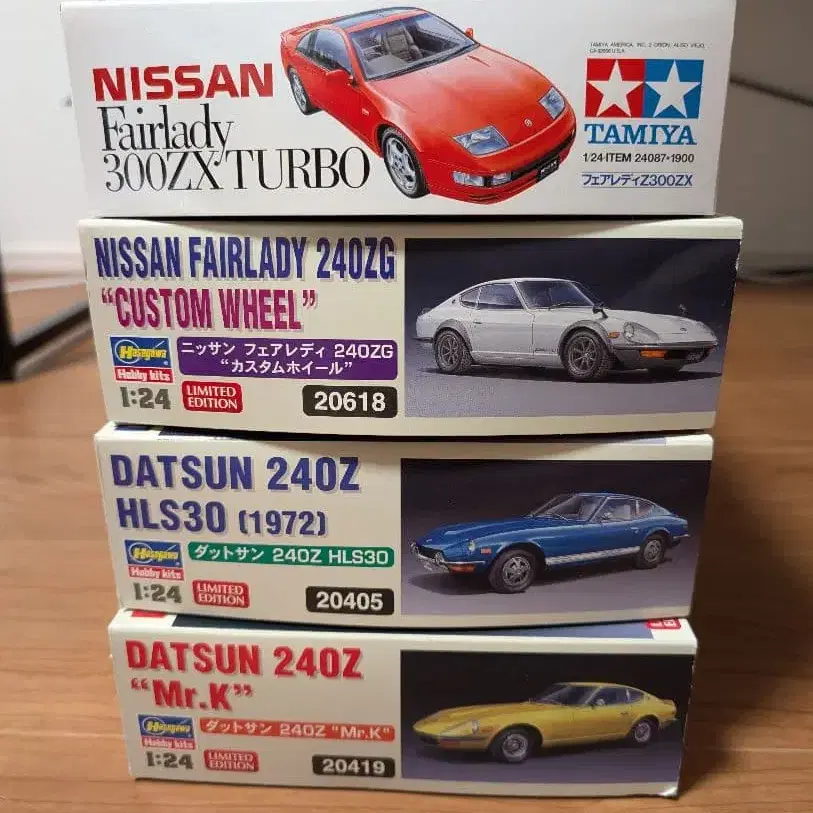 NISSAN
Fairlady
300ZX TURBO
TAMIYA
1/24・ITEM 24087・1900
フェアレディZ300ZX
NISSAN FAIRLADY 240ZG
“CUSTOM WHEEL”
Hasegawa
Hobby kits
ニッサン フェアレディ 240ZG
“カスタムホイール”
1:24
LIMITED
EDITION
20618
DATSUN 240Z
HLS30 (1972)
Hasegawa
Hobby kits
ダットサン 240Z HLS30
1:24
LIMITED
EDITION
20405
DATSUN 240Z
“Mr.K”
Hasegawa
Hobby kits
ダットサン 240Z “Mr.K”
1:24
LIMITED
EDITION
20419